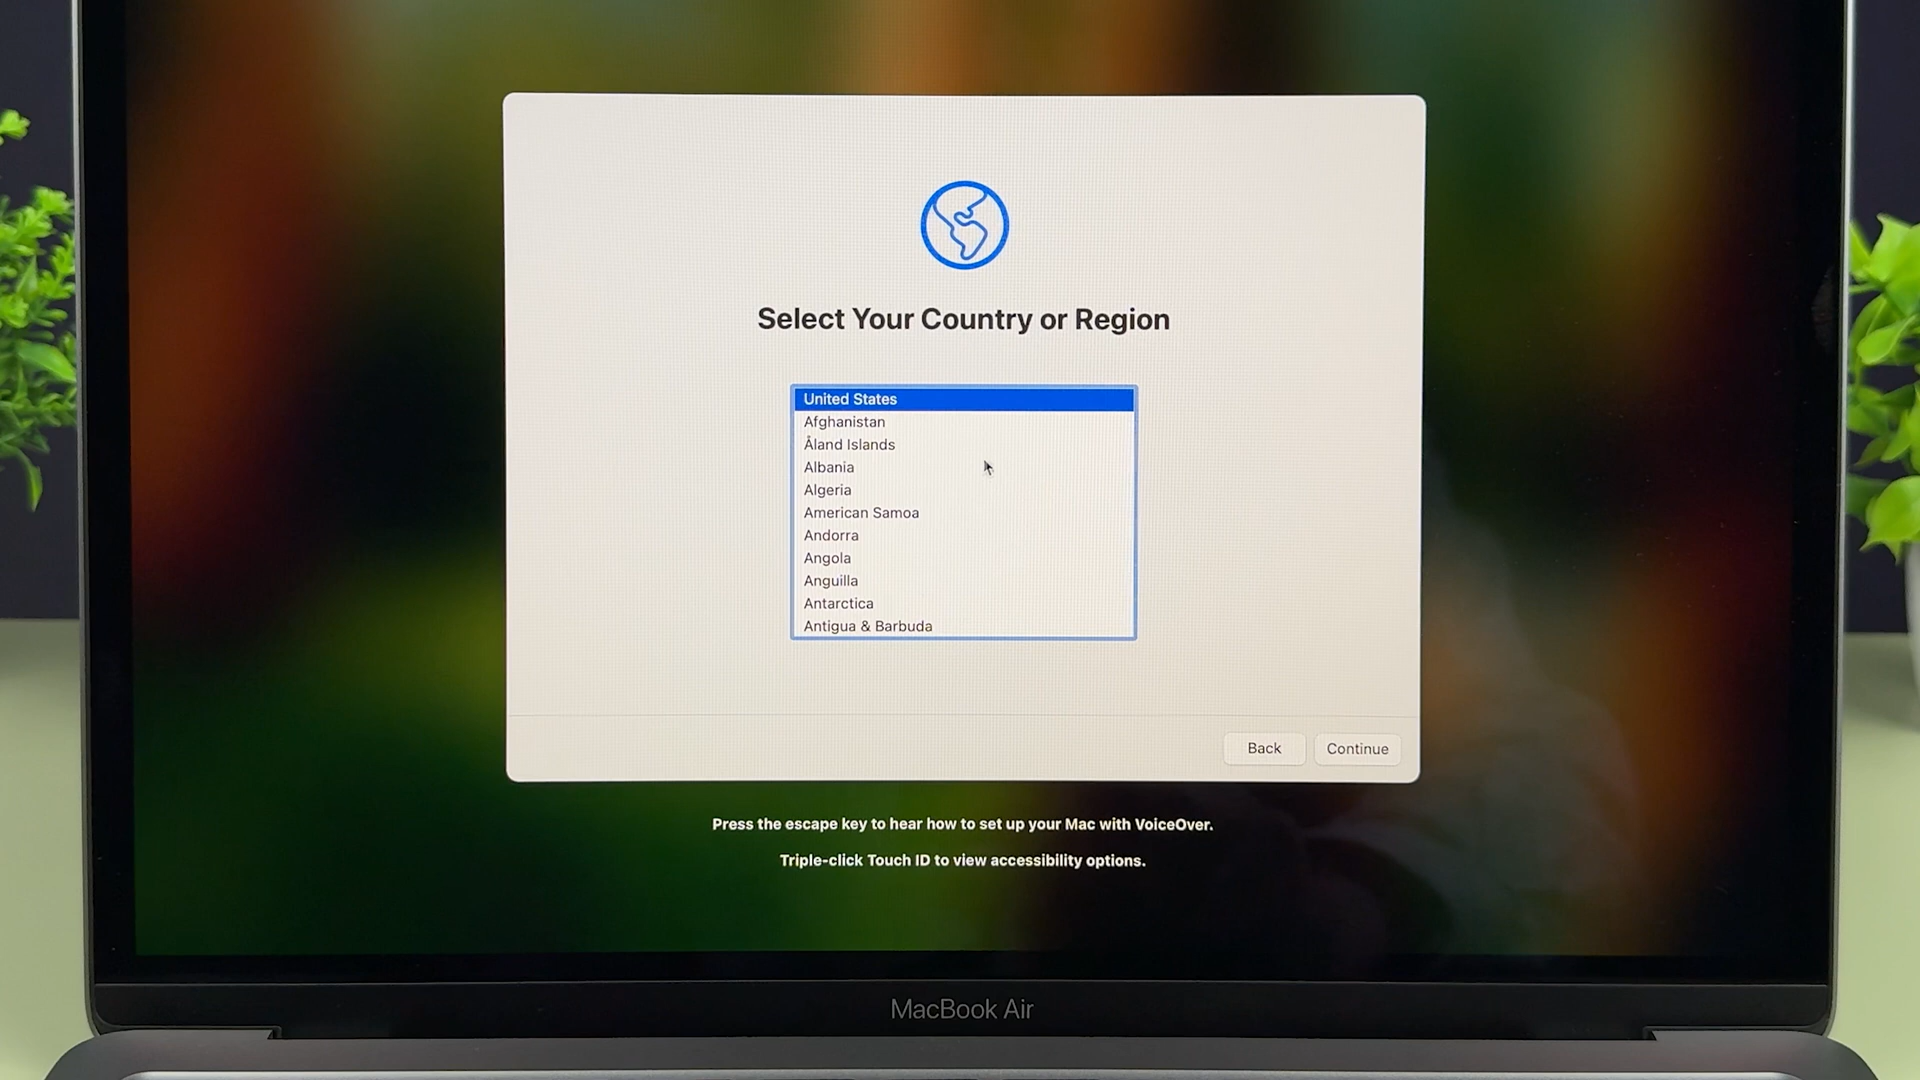 Select Your Country or Region
United States
Afghanistan
Åland Islands
Albania
Algeria
American Samoa
Andorra
Angola
Anguilla
Antarctica
Antigua & Barbuda
Back
Continue
Press the escape key to hear how to set up your Mac with VoiceOver.
Triple-click Touch ID to view accessibility options.
MacBook Air